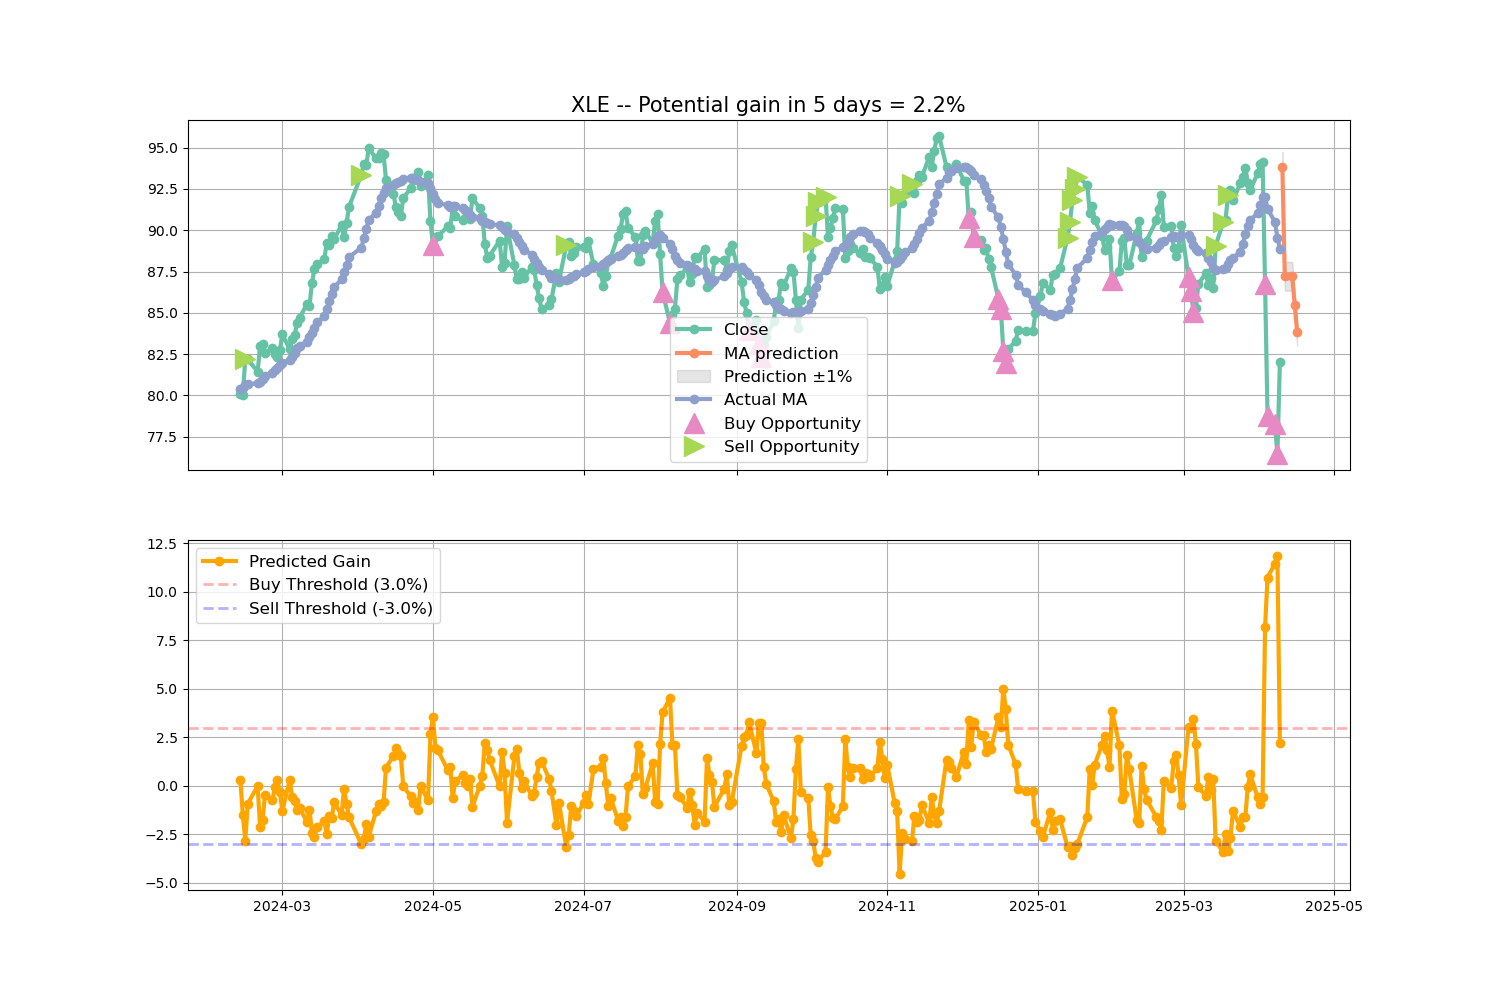 XLE -- Potential gain in 5 days = 2.2%
95.0
92.5
90.0
87.5
85.0
82.5
80.0
77.5
Close
MA prediction
Prediction ±1%
Actual MA
Buy Opportunity
Sell Opportunity
12.5
10.0
7.5
5.0
2.5
0.0
−2.5
−5.0
Predicted Gain
Buy Threshold (3.0%)
Sell Threshold (-3.0%)
2024-03
2024-05
2024-07
2024-09
2024-11
2025-01
2025-03
2025-05